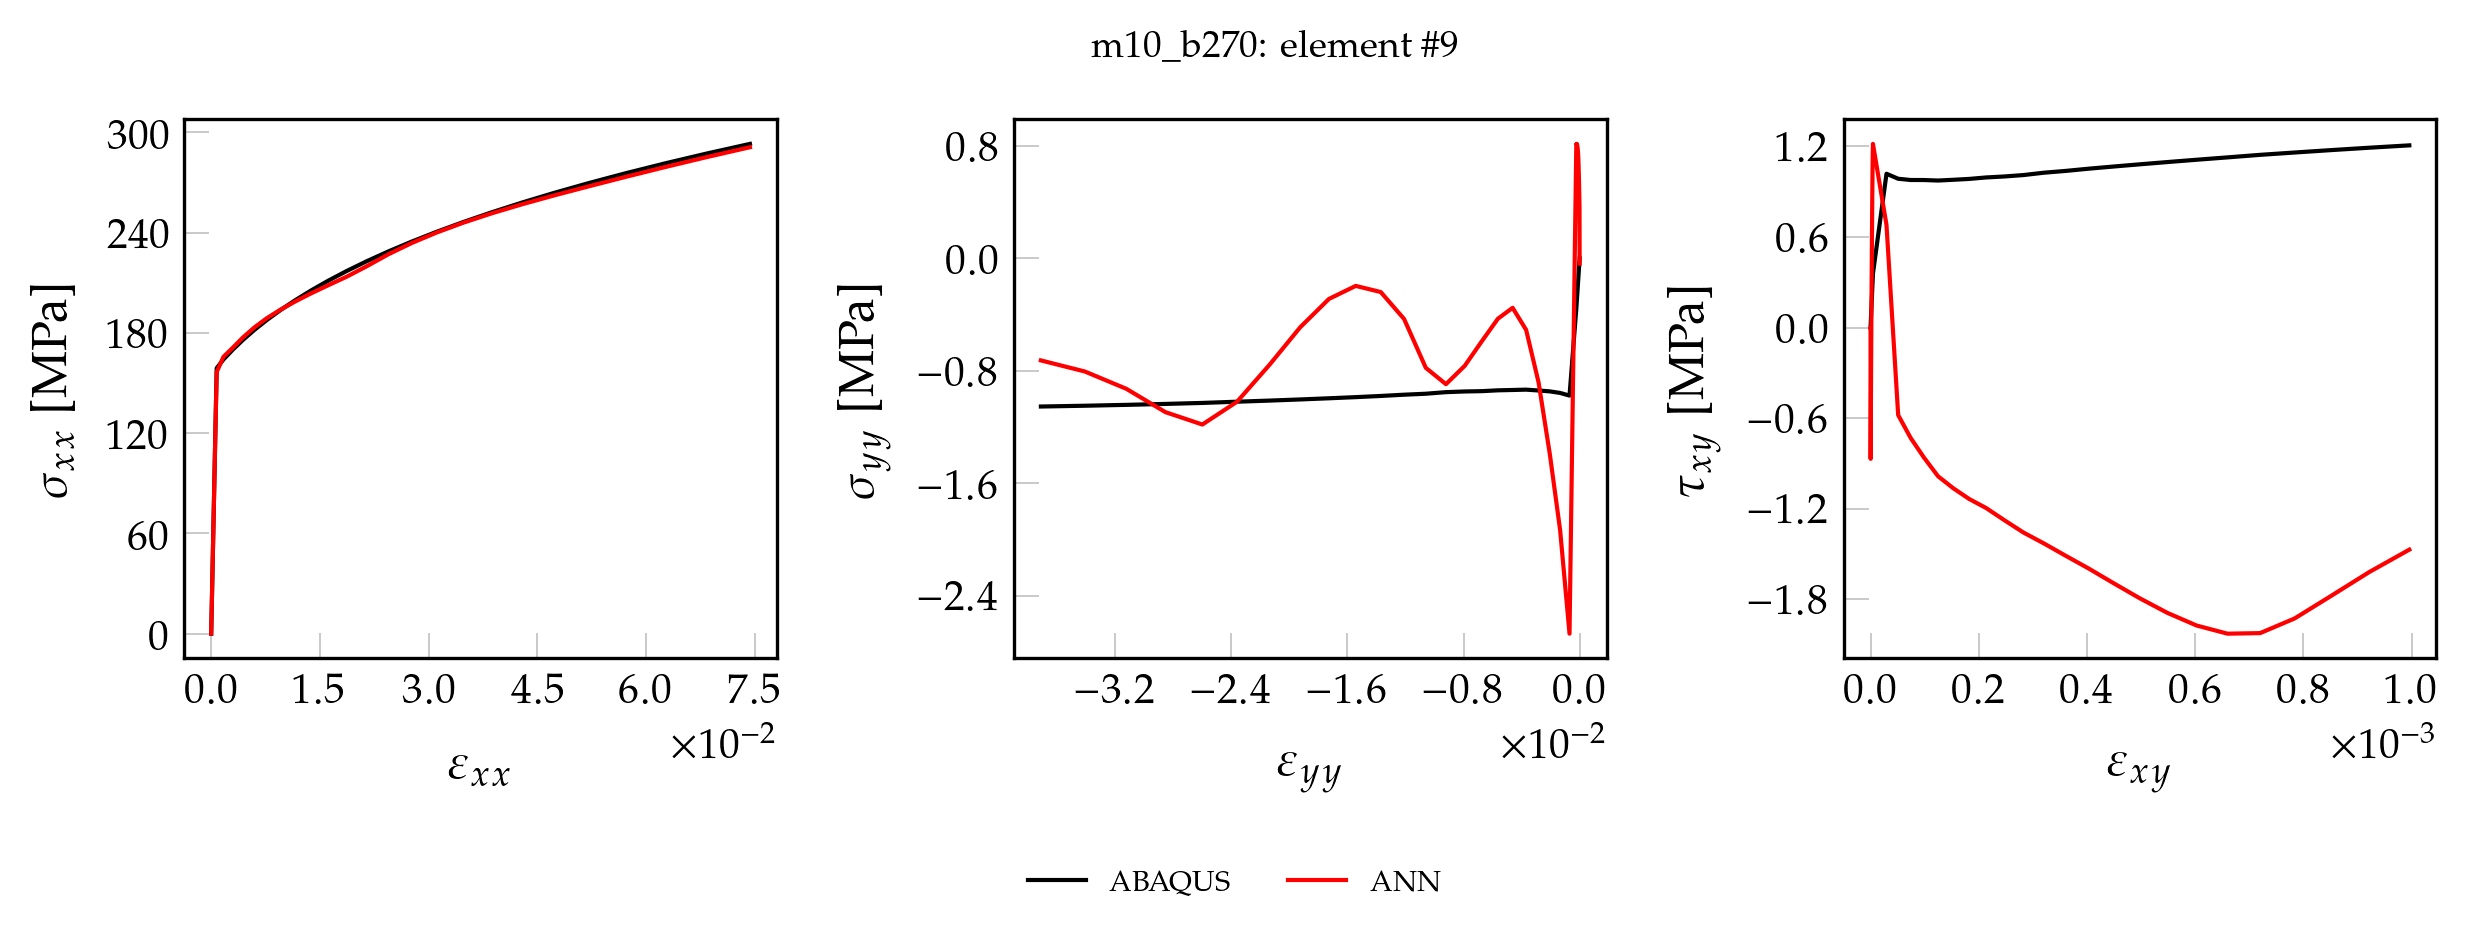 m10_b270: element #9
σxx [MPa]
300
240
180
120
60
0
0.0 1.5 3.0 4.5 6.0 7.5
×10−2
εxx
σyy [MPa]
0.8
0.0
−0.8
−1.6
−2.4
−3.2 −2.4 −1.6 −0.8 0.0
×10−2
εyy
τxy [MPa]
1.2
0.6
0.0
−0.6
−1.2
−1.8
0.0 0.2 0.4 0.6 0.8 1.0
×10−3
εxy
ABAQUS ANN